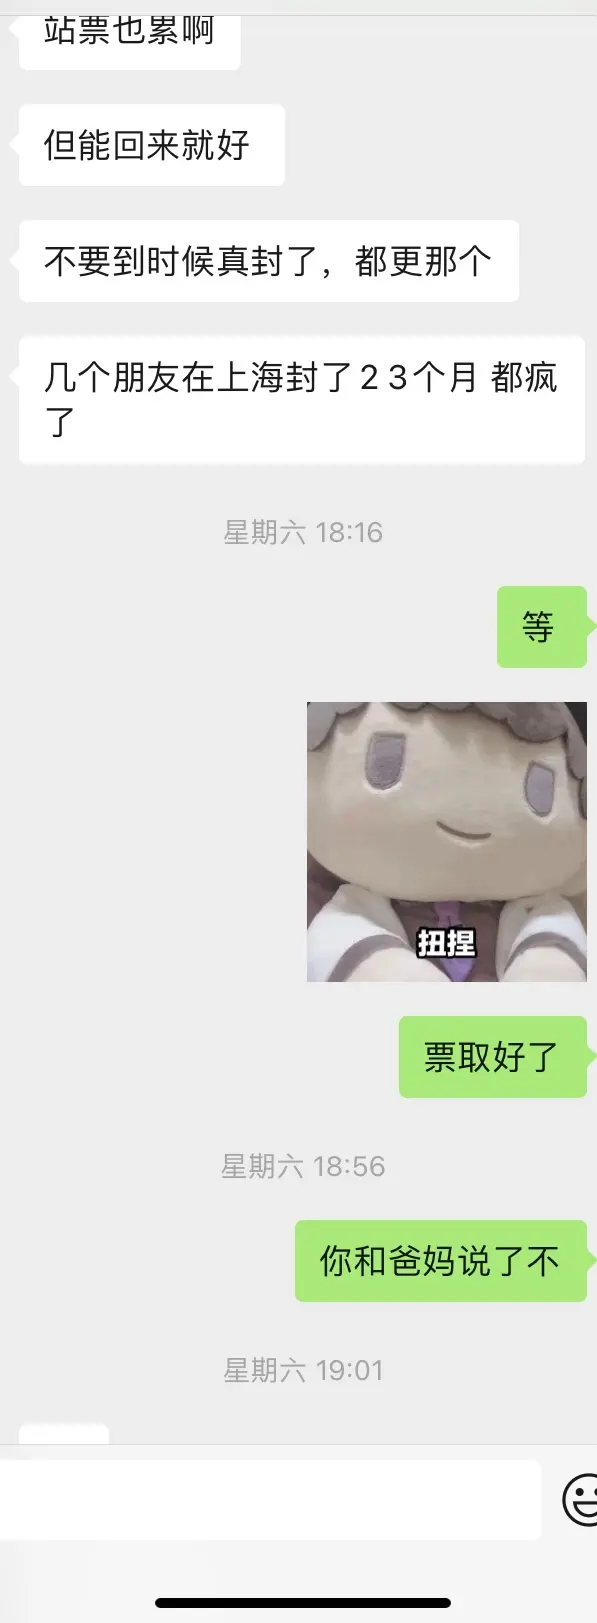 站票也累啊
但能回来就好
不要到时候真封了，都更那个
几个朋友在上海封了2 3个月 都疯
了
星期六 18:16
等
扭捏
票取好了
星期六 18:56
你和爸妈说了不
星期六 19:01